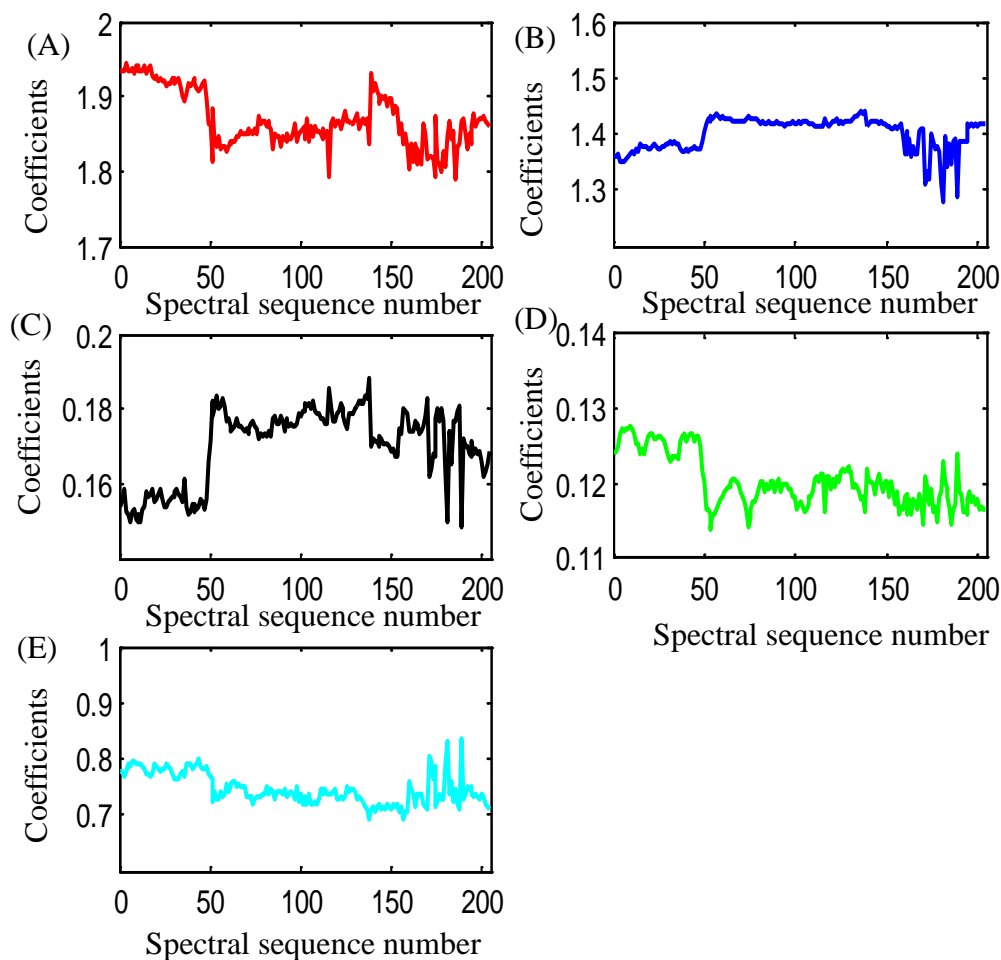 (A)
Coefficients
2
1.9
1.8
1.7
0 50 100 150 200
Spectral sequence number
(B)
Coefficients
1.6
1.5
1.4
1.3
0 50 100 150 200
Spectral sequence number
(C)
Coefficients
0.2
0.18
0.16
0 50 100 150 200
Spectral sequence number
(D)
Coefficients
0.14
0.13
0.12
0.11
0 50 100 150 200
Spectral sequence number
(E)
Coefficients
1
0.9
0.8
0.7
0 50 100 150 200
Spectral sequence number